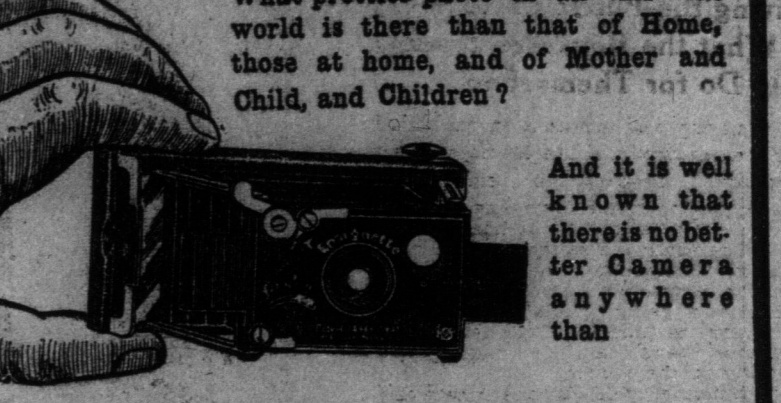 world is there than that of Home,
those at home, and of Mother and
Child, and Children ?
And it is well
known that
there is no bet-
ter Camera
anywhere
than